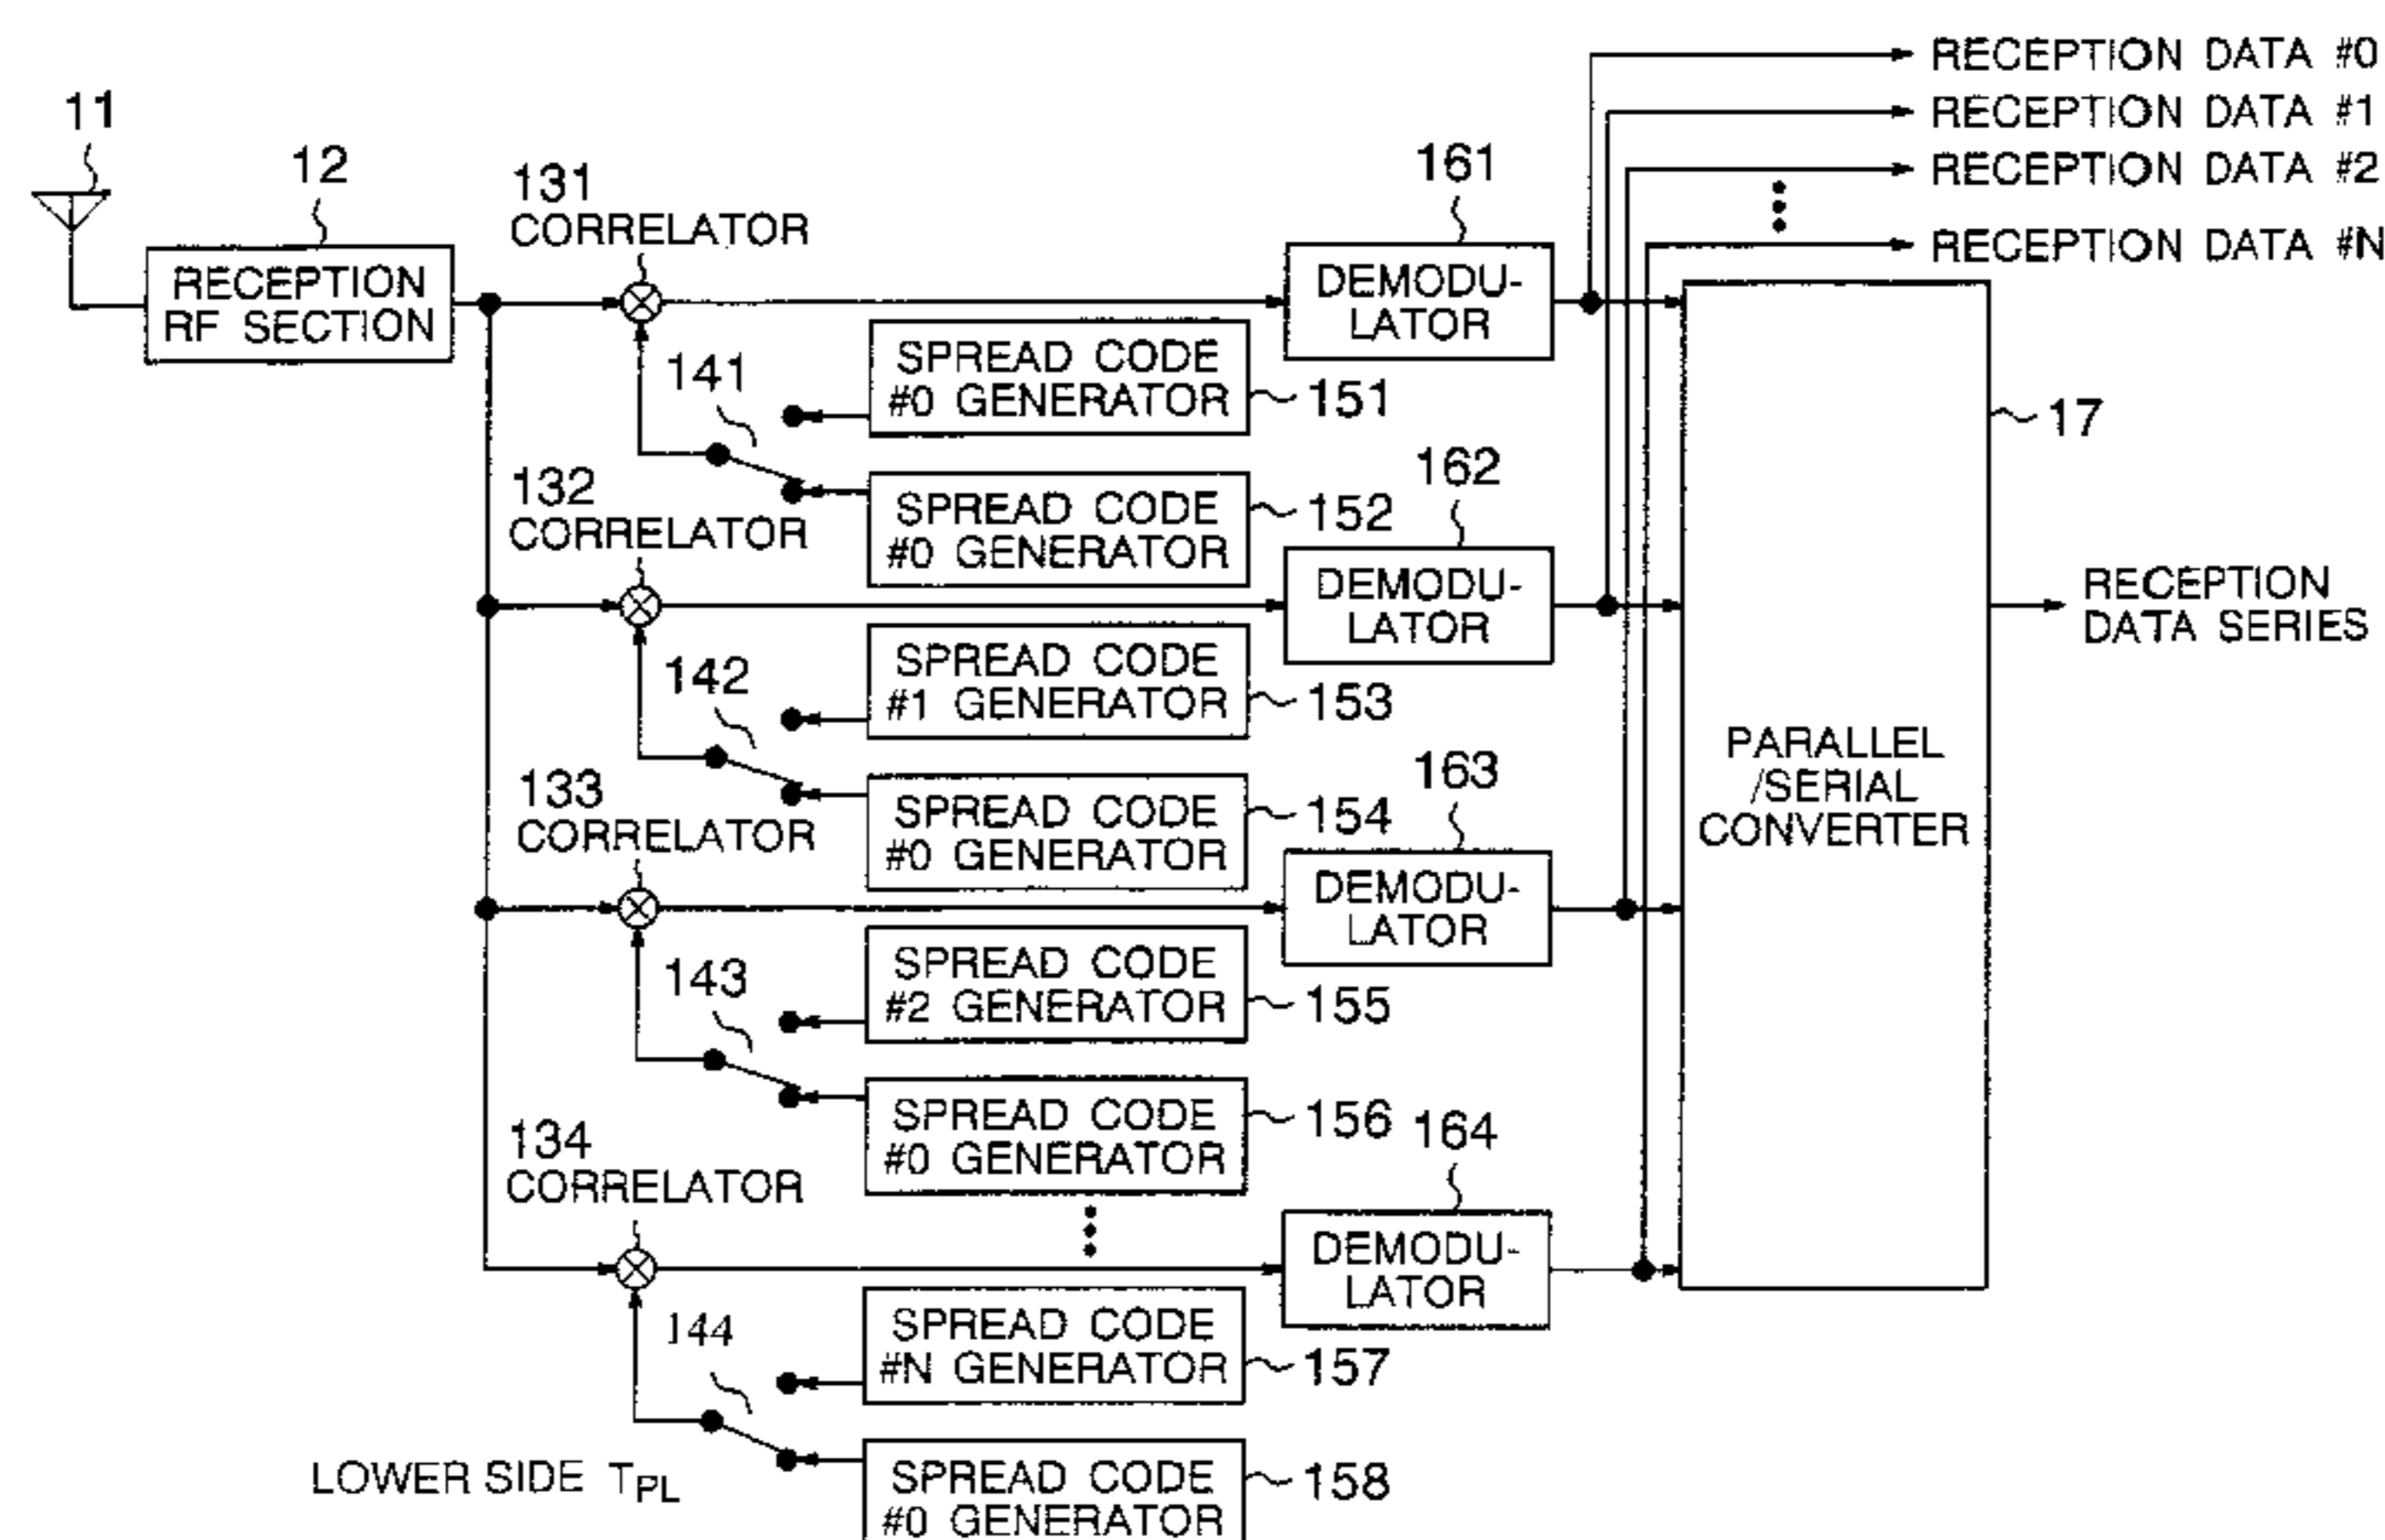 RECEPTION DATA #0
11
RECEPTION DATA #1
12
131
161
RECEPTION DATA #2
CORRELATOR
RECEPTION DATA #N
RECEPTION
RF SECTION
DEMODU-
LATOR
SPREAD CODE
#0 GENERATOR
151
141
17
132
CORRELATOR
162
SPREAD CODE
#0 GENERATOR
152
DEMODU-
LATOR
RECEPTION
DATA SERIES
SPREAD CODE
#1 GENERATOR
153
142
PARALLEL
/SERIAL
CONVERTER
133
CORRELATOR
163
SPREAD CODE
#0 GENERATOR
154
DEMODU-
LATOR
SPREAD CODE
#2 GENERATOR
155
143
134
CORRELATOR
SPREAD CODE
#0 GENERATOR
156
164
DEMODU-
LATOR
144
SPREAD CODE
#N GENERATOR
157
LOWER SIDE TPL
SPREAD CODE
#0 GENERATOR
158